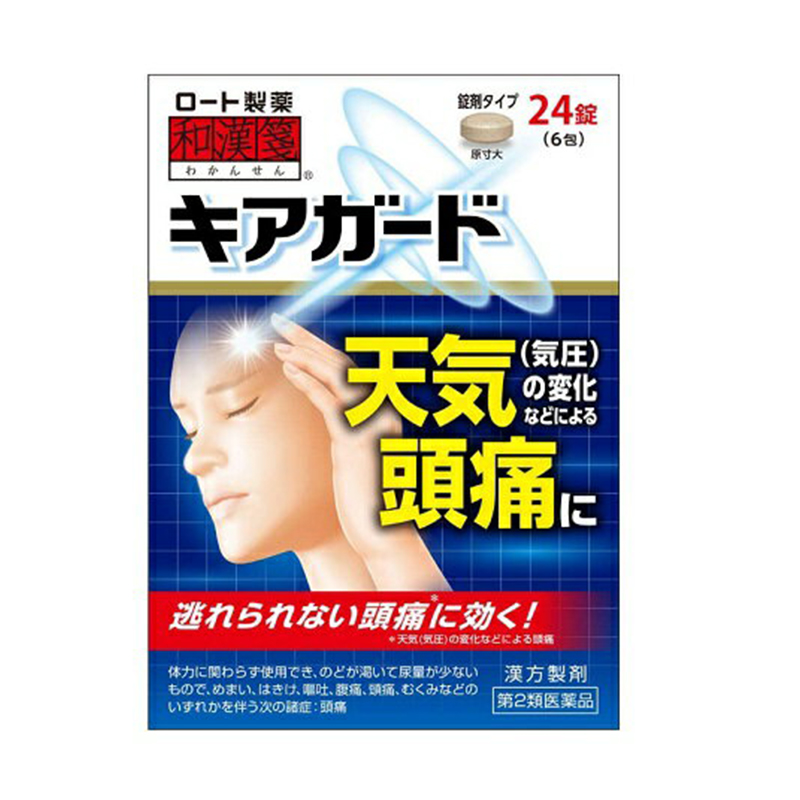 ロート製薬
和漢箋
わかんせん®
錠剤タイプ
24錠
(6包)
原寸大
キアガード
天気(気圧)
の変化
などによる
頭痛に
逃れられない頭痛*に効く!
*天気(気圧)の変化などによる頭痛
体力に関わらず使用でき、のどが渇いて尿量が少ない
もので、めまい、はきけ、嘔吐、腹痛、頭痛、むくみなどの
いずれかを伴う次の諸症:頭痛
漢方製剤
第2類医薬品